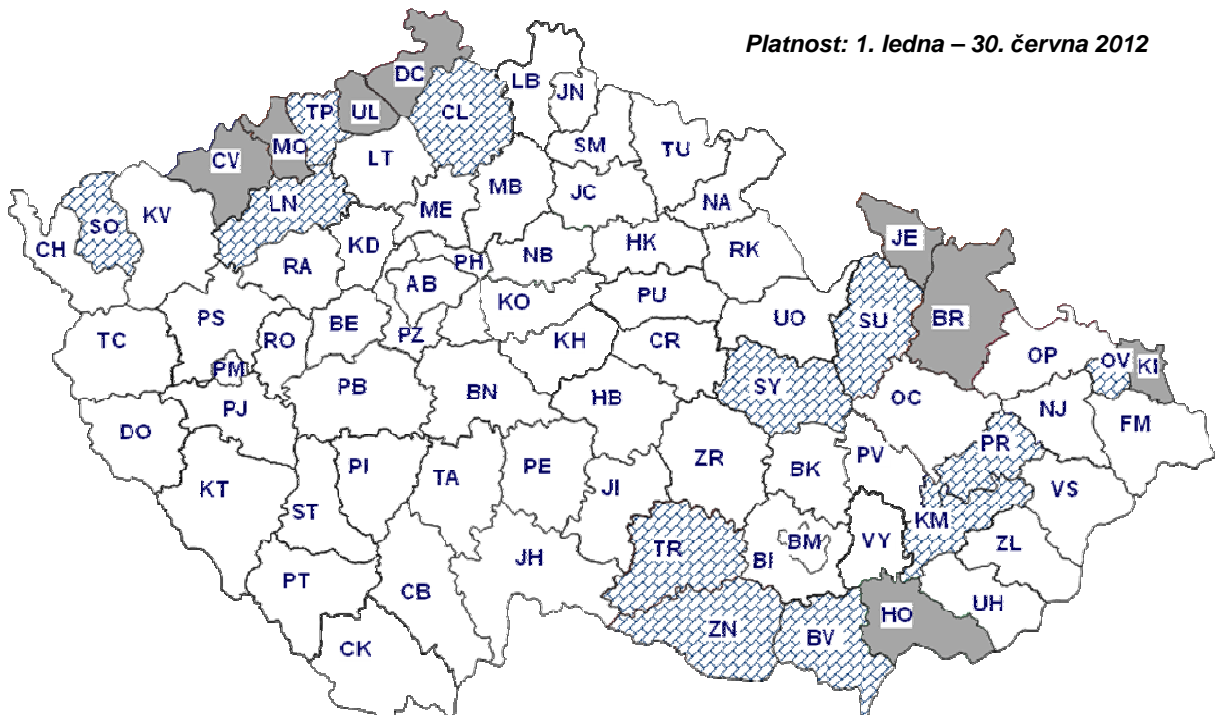 Platnost: 1. ledna – 30. června 2012
DC
LB
JN
TP
UL
CL
MO
SM
CV
LT
TU
MB
JC
LN
ME
NA
SO
KV
CH
KD
NB
HK
RK
JE
RA
PH
AB
KO
PU
PS
BE
UO
SU
BR
TC
RO
PZ
KH
CR
OP
OV
KI
PM
PB
BN
HB
SY
OC
NJ
FM
PJ
DO
PR
KT
PI
TA
PE
ZR
BK
PV
JI
VS
ST
KM
TR
BI
BM
VY
ZL
JH
PT
CB
HO
UH
ZN
BV
CK